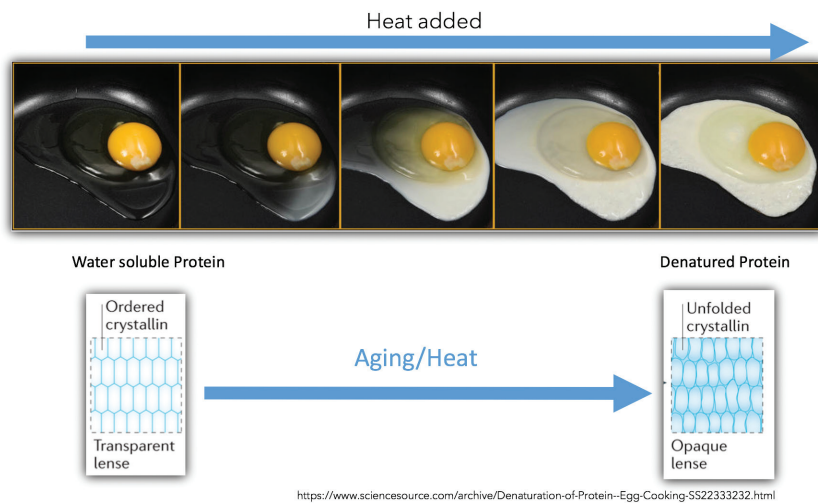 Heat added
Water soluble Protein
Denatured Protein
Ordered
crystallin
Transparent
lense
Aging/Heat
Unfolded
crystallin
Opaque
lense
https://www.sciencesource.com/archive/Denaturation-of-Protein--Egg-Cooking-SS22333232.html